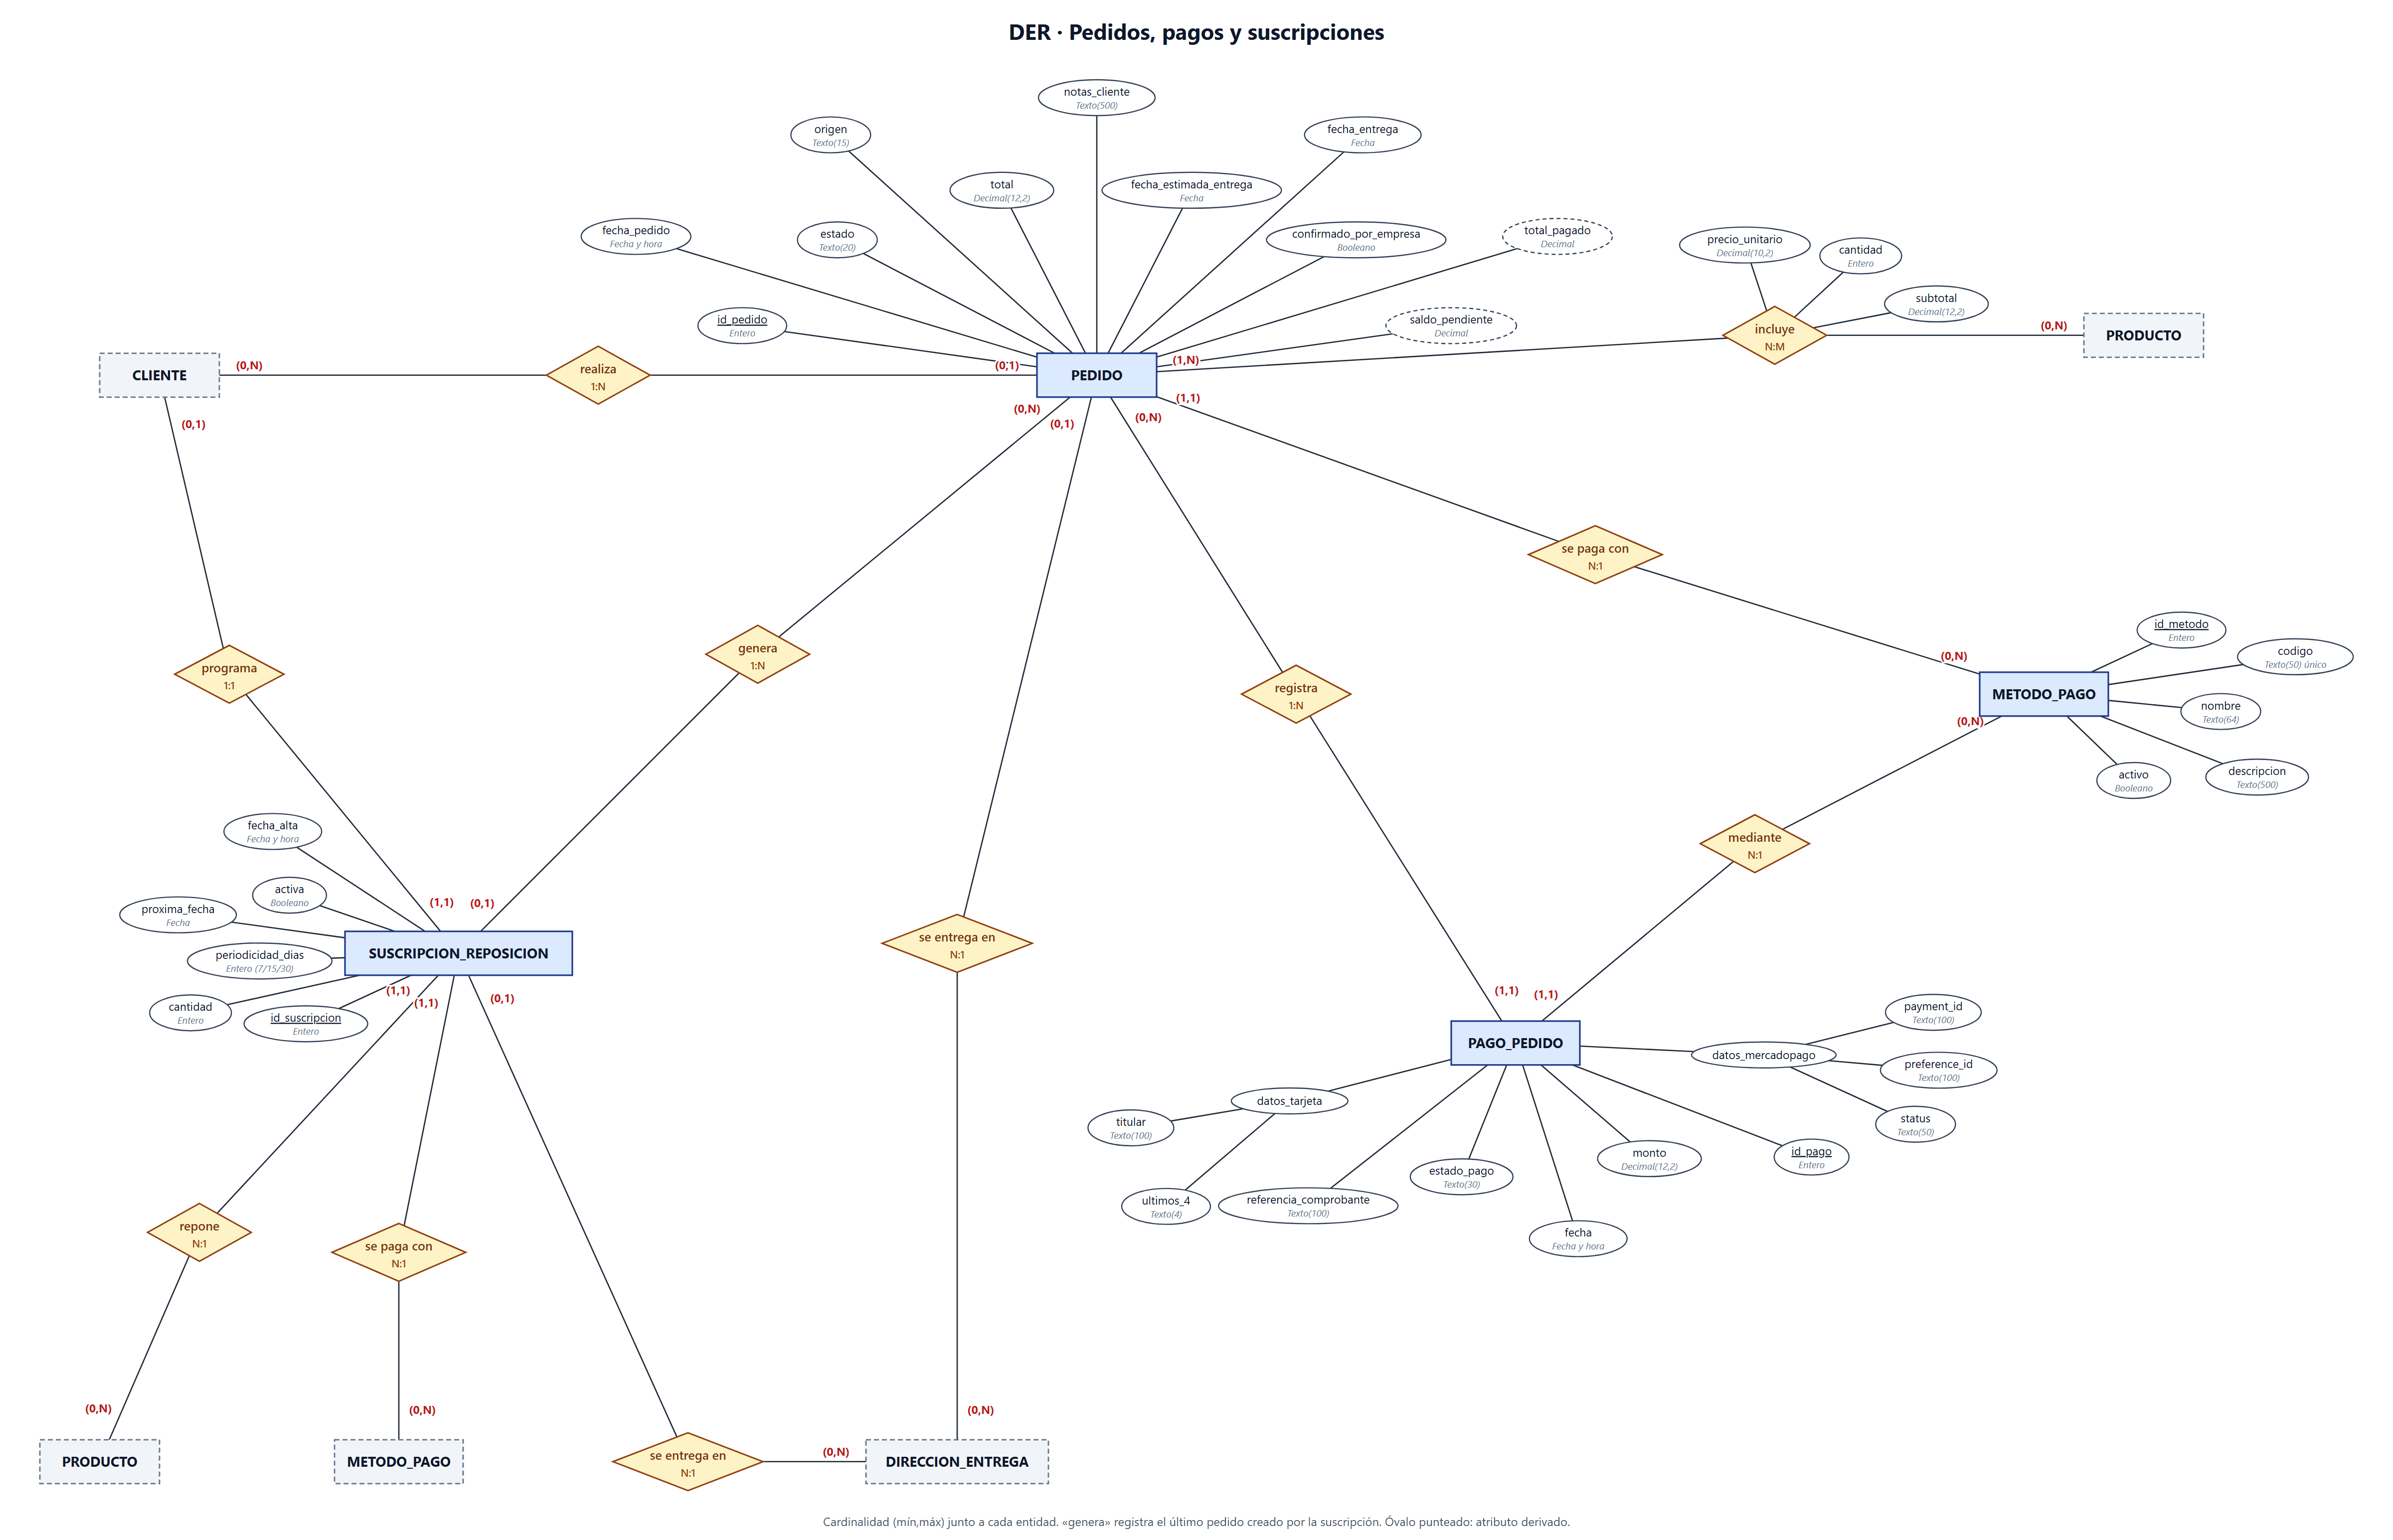 DER · Pedidos, pagos y suscripciones
notas_cliente
Texto(500)
origen
Texto(15)
fecha_entrega
Fecha
total
Decimal(12,2)
fecha_estimada_entrega
Fecha
fecha_pedido
Fecha y hora
estado
Texto(20)
confirmado_por_empresa
Booleano
total_pagado
Decimal
precio_unitario
Decimal(10,2)
cantidad
Entero
subtotal
Decimal(12,2)
id_pedido
Entero
saldo_pendiente
Decimal
incluye
N:M
(0,N)
PRODUCTO
CLIENTE
(0,N)
realiza
1:N
(0,1)
PEDIDO
(1,N)
(0,1)
(0,N)
(0,1)
(0,N)
(1,1)
se paga con
N:1
programa
1:1
genera
1:N
registra
1:N
(0,N)
METODO_PAGO
(0,N)
id_metodo
Entero
codigo
Texto(50) único
nombre
Texto(64)
activo
Booleano
descripcion
Texto(500)
mediante
N:1
fecha_alta
Fecha y hora
activa
Booleano
proxima_fecha
Fecha
periodicidad_dias
Entero (7/15/30)
cantidad
Entero
id_suscripcion
Entero
(1,1)
(0,1)
SUSCRIPCION_REPOSICION
(1,1)
(1,1)
(0,1)
se entrega en
N:1
(1,1)
(1,1)
PAGO_PEDIDO
datos_mercadopago
payment_id
Texto(100)
preference_id
Texto(100)
status
Texto(50)
datos_tarjeta
titular
Texto(100)
ultimos_4
Texto(4)
referencia_comprobante
Texto(100)
estado_pago
Texto(30)
fecha
Fecha y hora
monto
Decimal(12,2)
id_pago
Entero
repone
N:1
se paga con
N:1
(0,N)
(0,N)
(0,N)
PRODUCTO
METODO_PAGO
se entrega en
N:1
(0,N)
DIRECCION_ENTREGA
Cardinalidad (mín,máx) junto a cada entidad. «genera» registra el último pedido creado por la suscripción. Óvalo punteado: atributo derivado.